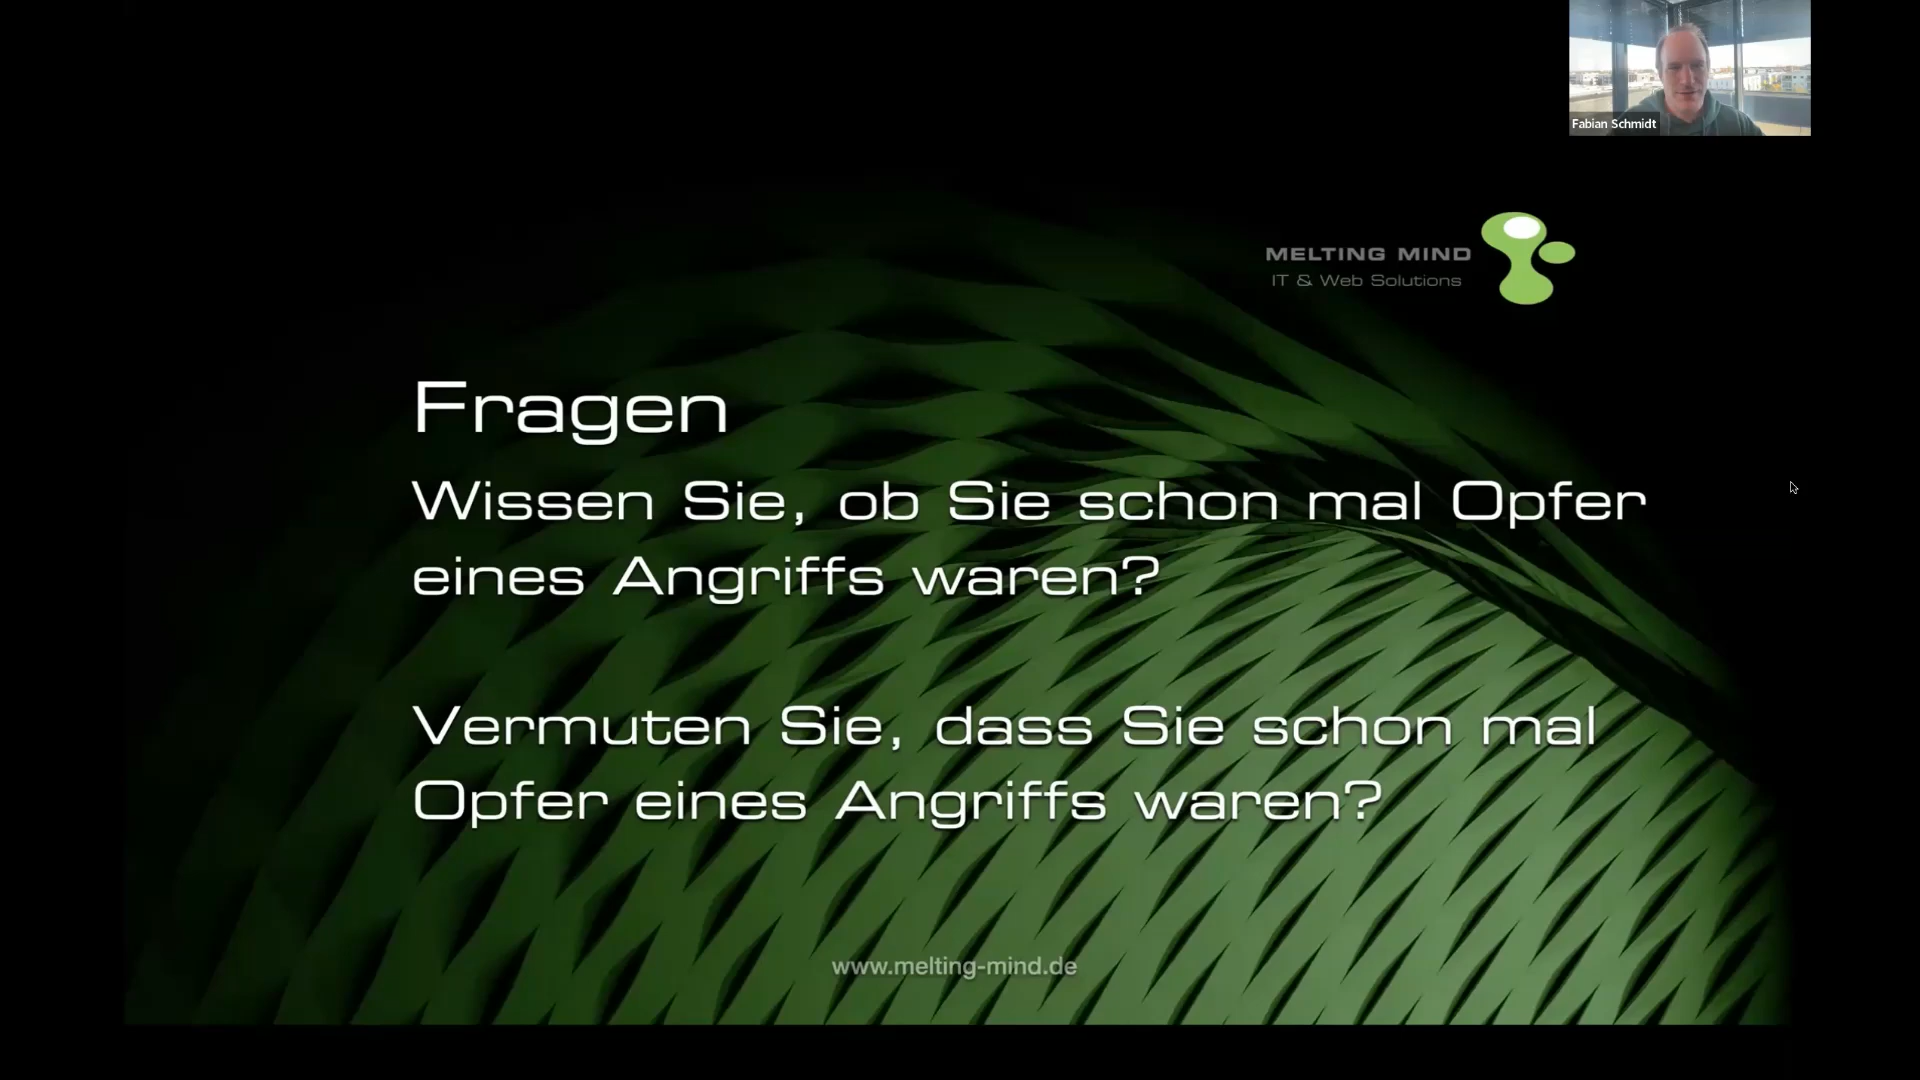 Fabian Schmidt
MELTING MIND
IT & Web Solutions
Fragen
Wissen Sie, ob Sie schon mal Opfer
eines Angriffs waren?
Vermuten Sie, dass Sie schon mal
Opfer eines Angriffs waren?
www.melting-mind.de